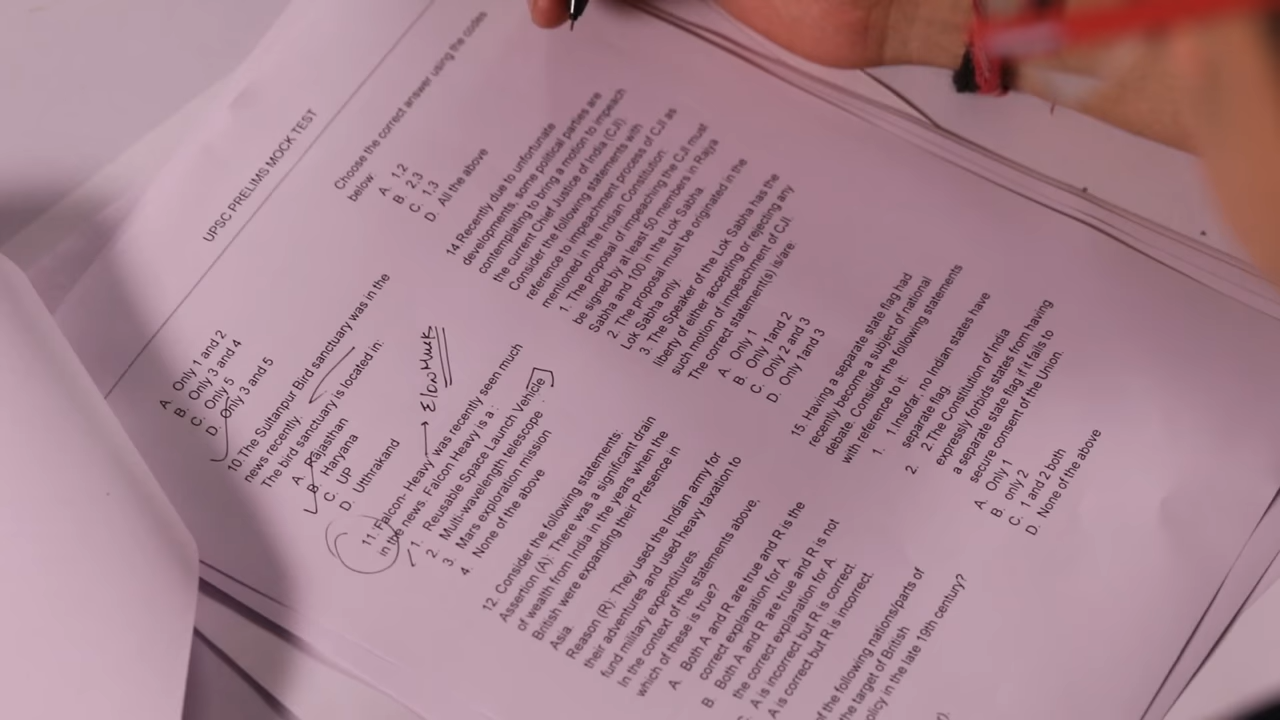 UPSC PRELIMS MOCK TEST
A Only 1 and 2
B. Only 3 and 4
C. Only 5
D. Only 3 and 5
10 The Sultanpur Bird sanctuary was in the
news recently.
The bird sanctuary is located in:
A. Rajasthan
B. Haryana
C. UP
D. Utthrakand
11. Falcon- Heavy was recently seen much
in the news. Falcon Heavy is a :
1. Reusable Space Launch Vehicle
2. Multi-wavelength telescope
3. Mars exploration mission
4. None of the above
12. Consider the following statements:
Assertion (A): There was a significant drain
of wealth from India in the years when the
British were expanding their Presence in
Asia.
Reason (R): They used the Indian army for
their adventures and used heavy taxation to
fund military expenditures.
In the context of the statements above,
which of these is true?
A. Both A and R are true and R is the
correct explanation for A.
B. Both A and R are true and R is not
the correct explanation for A.
C. A is incorrect but R is correct.
A is correct but R is incorrect.
of the following nations/parts of
the target of British
policy in the late 19th century?
Choose the correct answer using the codes
below
A. 1,2
B. 2,3
C. 1,3
D. All the above
14 Recently due to unfortunate
developments, some political parties are
contemplating to bring a motion to impeach
the current Chief Justice of India (CJI).
Consider the following statements with
reference to impeachment process of CJI as
mentioned in the Indian Constitution:
1. The proposal of impeaching the CJI must
be signed by at least 50 members in Rajya
Sabha and 100 in the Lok Sabha.
2. The proposal must be originated in the
Lok Sabha only.
3. The Speaker of the Lok Sabha has the
liberty of either accepting or rejecting any
such motion of impeachment of CJI.
The correct statement(s) is/are:
A. Only 1
B. Only 1and 2
C. Only 2 and 3
D. Only 1and 3
15. Having a separate state flag had
recently become a subject of national
debate. Consider the following statements
with reference to it:
1. 1.Insofar, no Indian states have
separate flag.
2. 2.The Constitution of India
expressly forbids states from having
a separate state flag if it fails to
secure consent of the Union.
A. Only 1
B. only 2
C. 1 and 2 both
D. None of the above